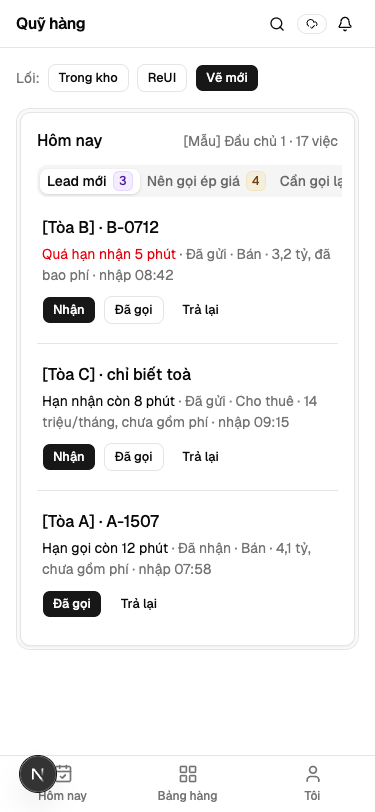 Quỹ hàng
Lối: Trong kho ReUI Vẽ mới
Hôm nay [Mẫu] Đầu chủ 1 · 17 việc
Lead mới 3 Nên gọi ép giá 4 Cần gọi lạ
[Tòa B] · B-0712
Quá hạn nhận 5 phút · Đã gửi · Bán · 3,2 tỷ, đã
bao phí · nhập 08:42
Nhận Đã gọi Trả lại
[Tòa C] · chỉ biết toà
Hạn nhận còn 8 phút · Đã gửi · Cho thuê · 14
triệu/tháng, chưa gồm phí · nhập 09:15
Nhận Đã gọi Trả lại
[Tòa A] · A-1507
Hạn gọi còn 12 phút · Đã nhận · Bán · 4,1 tỷ,
chưa gồm phí · nhập 07:58
Đã gọi Trả lại
N
Hôm nay Bảng hàng Tôi